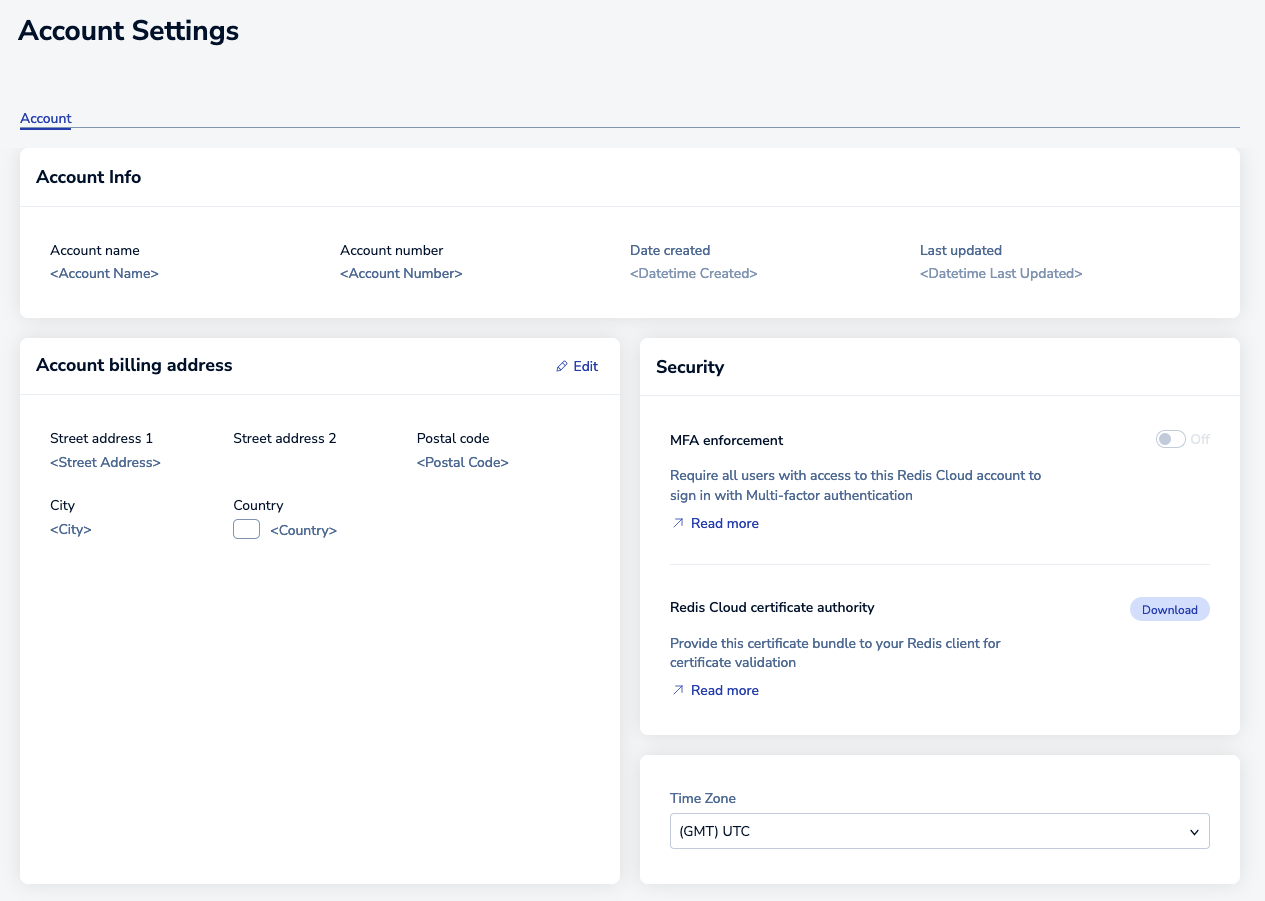 Account Settings
Account
Account Info
Account name
<Account Name>
Account number
<Account Number>
Date created
<Datetime Created>
Last updated
<Datetime Last Updated>
Account billing address
Edit
Street address 1
<Street Address>
Street address 2
Postal code
<Postal Code>
City
<City>
Country
<Country>
Security
MFA enforcement
Off
Require all users with access to this Redis Cloud account to
sign in with Multi-factor authentication
Read more
Redis Cloud certificate authority
Download
Provide this certificate bundle to your Redis client for
certificate validation
Read more
Time Zone
(GMT) UTC